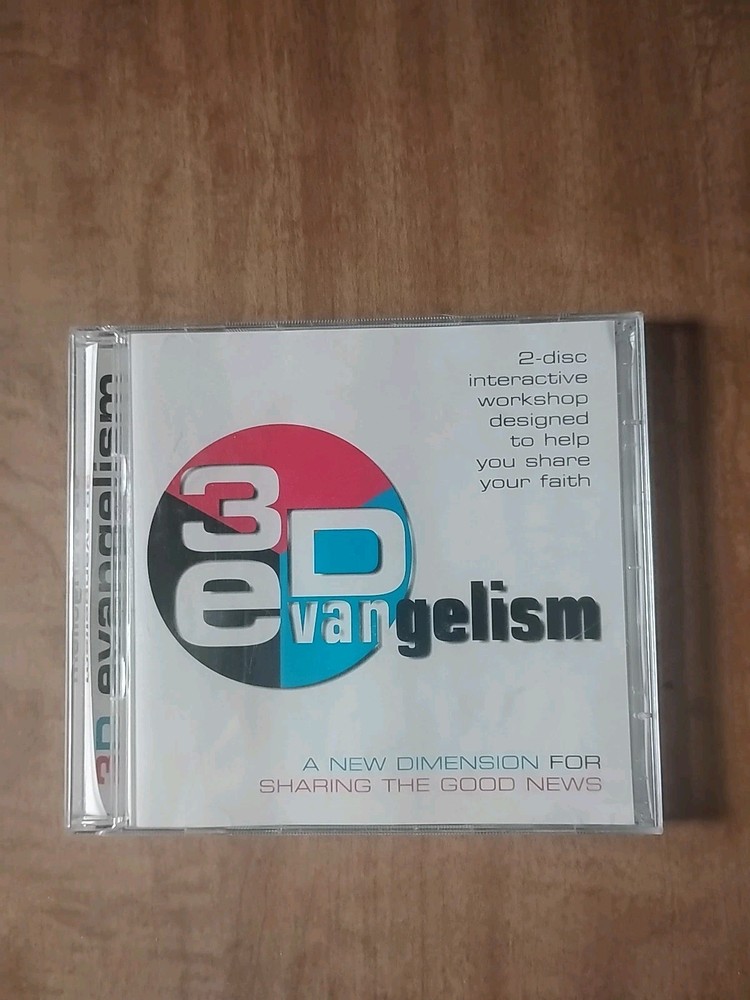 2-disc
interactive
workshop
designed
to help
you share
your faith
3D
evangelism
A NEW DIMENSION FOR
SHARING THE GOOD NEWS
3D evangelism